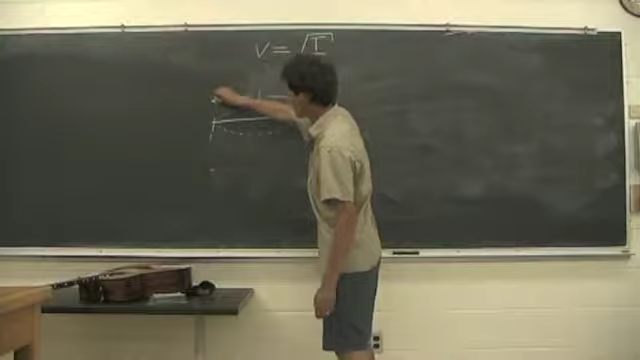 v = √T